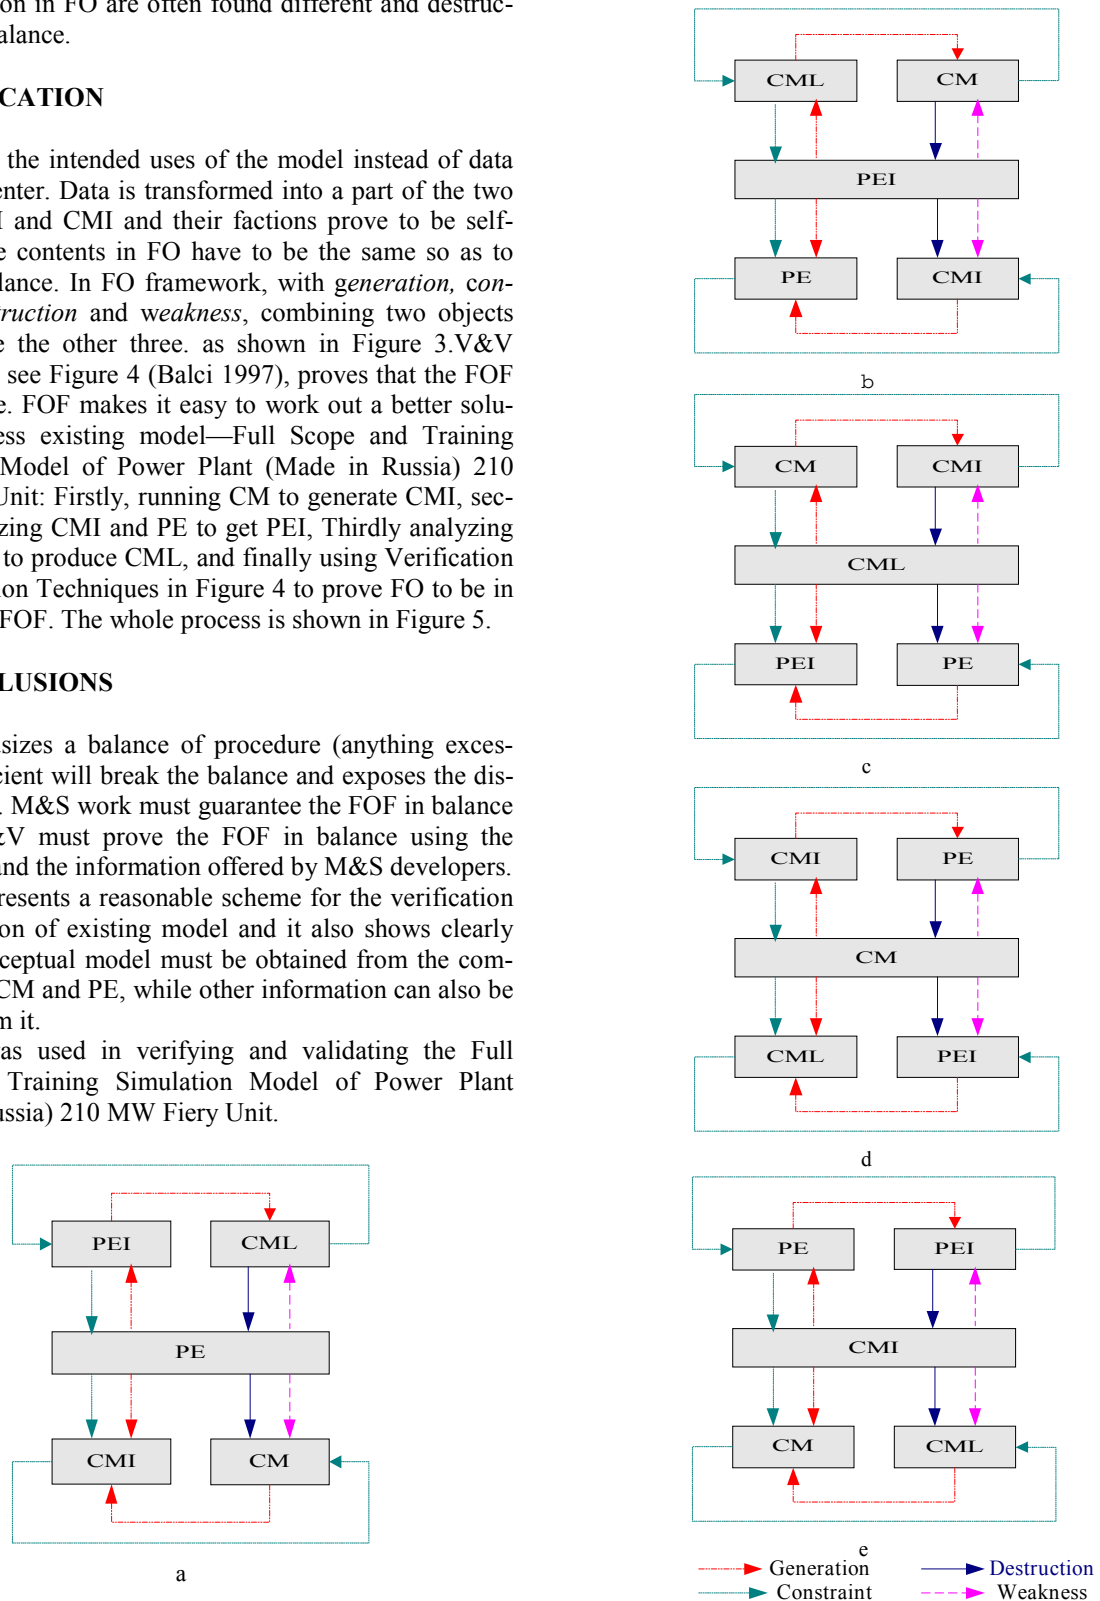 ion in FO are often found different and destruc-
alance.
CATION
the intended uses of the model instead of data
enter. Data is transformed into a part of the two
I and CMI and their factions prove to be self-
e contents in FO have to be the same so as to
lance. In FO framework, with generation, con-
truction and weakness, combining two objects
e the other three. as shown in Figure 3.V&V
see Figure 4 (Balci 1997), proves that the FOF
e. FOF makes it easy to work out a better solu-
ess existing model—Full Scope and Training
Model of Power Plant (Made in Russia) 210
Unit: Firstly, running CM to generate CMI, sec-
zing CMI and PE to get PEI, Thirdly analyzing
to produce CML, and finally using Verification
ion Techniques in Figure 4 to prove FO to be in
FOF. The whole process is shown in Figure 5.
LUSIONS
asizes a balance of procedure (anything exces-
cient will break the balance and exposes the dis-
. M&S work must guarantee the FOF in balance
&V must prove the FOF in balance using the
and the information offered by M&S developers.
resents a reasonable scheme for the verification
ion of existing model and it also shows clearly
ceptual model must be obtained from the com-
CM and PE, while other information can also be
m it.
was used in verifying and validating the Full
Training Simulation Model of Power Plant
ussia) 210 MW Fiery Unit.
PEI CML
PE
CMI CM
a
CML CM
PEI
PE CMI
b
CM CMI
CML
PEI PE
c
CMI PE
CM
CML PEI
d
PE PEI
CMI
CM CML
e
Generation Destruction
Constraint Weakness